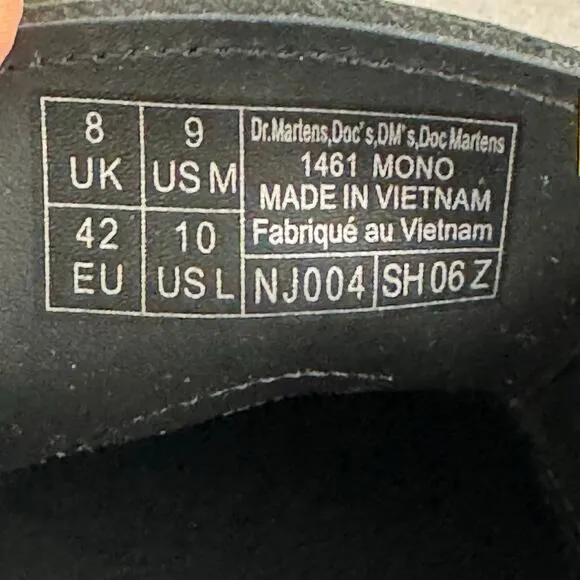 8
UK
9
US M
42
EU
10
US L
Dr.Martens,Doc's,DM's,Doc Martens
1461 MONO
MADE IN VIETNAM
Fabriqué au Vietnam
NJ004
SH 06 Z